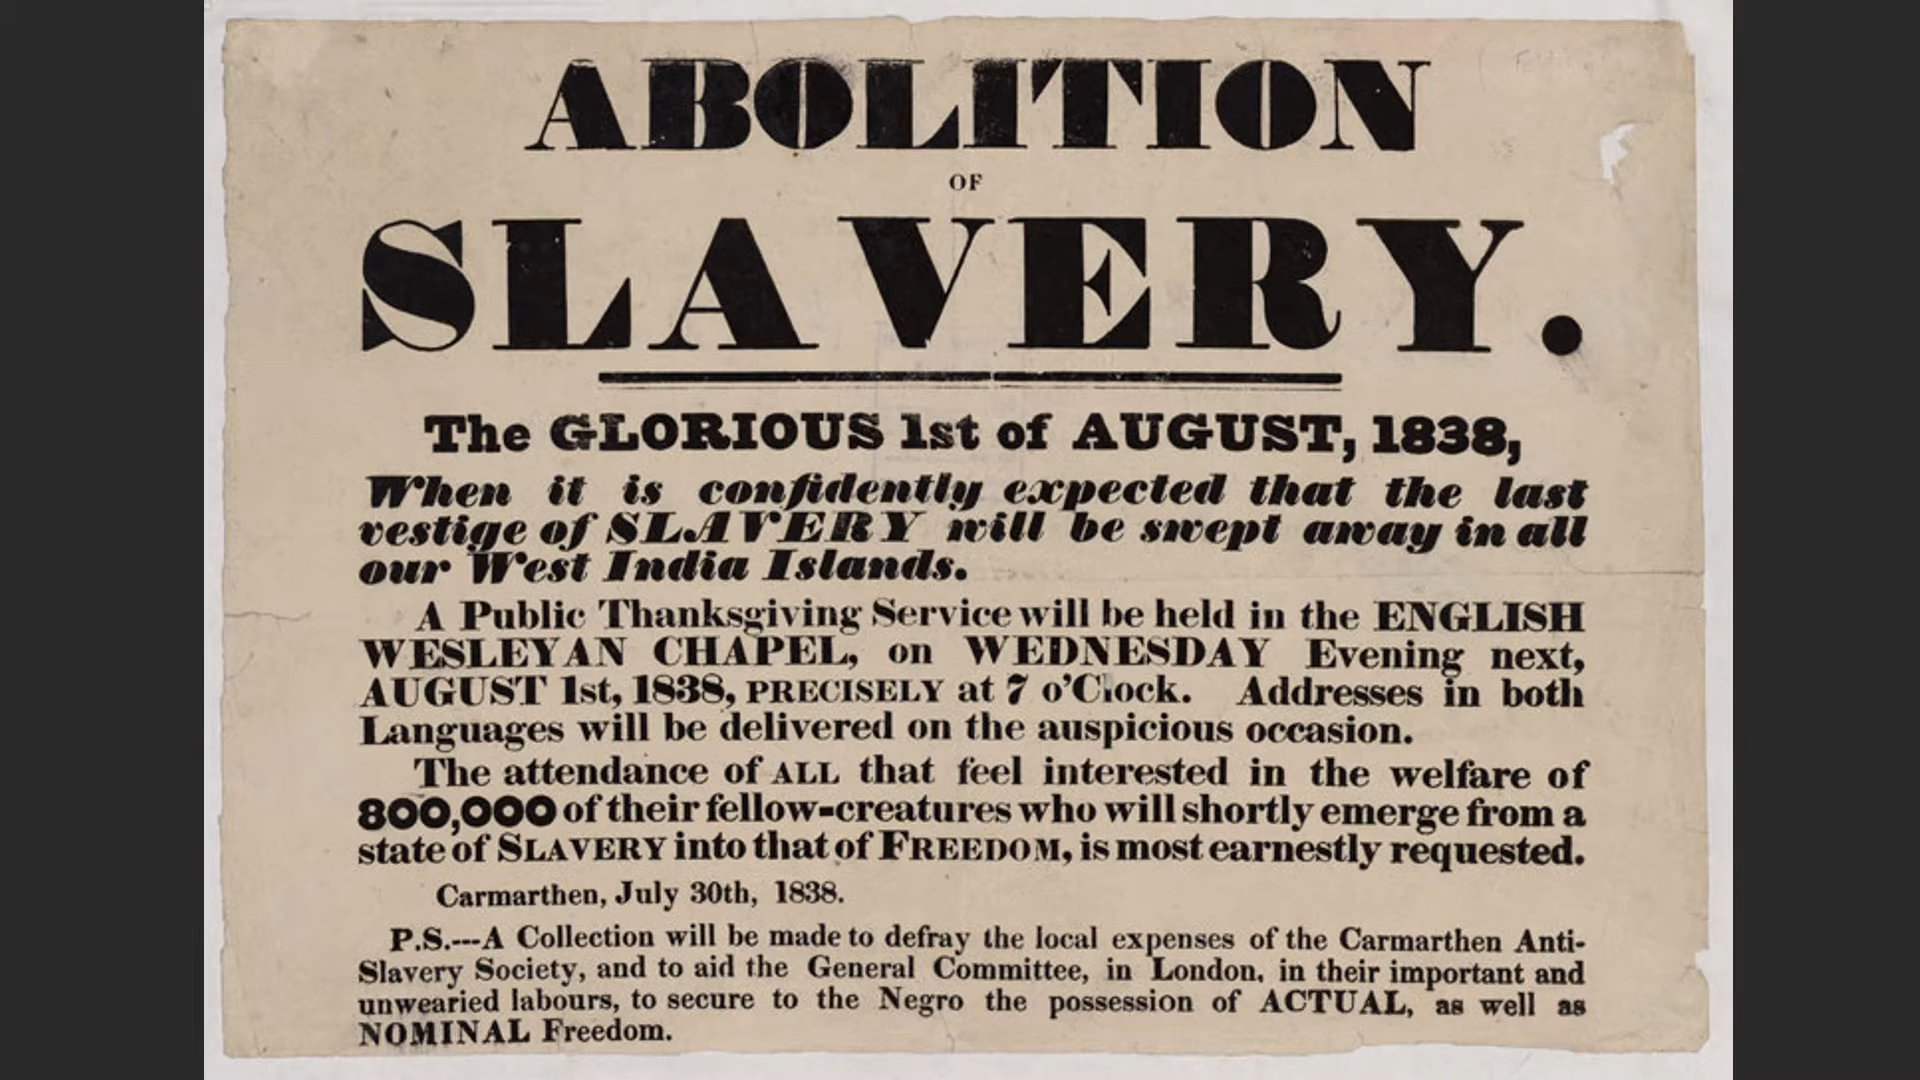 ABOLITION
OF
SLAVERY.
The GLORIOUS 1st of AUGUST, 1838,
When it is confidently expected that the last
vestige of SLAVERY will be swept away in all
our West India Islands.
A Public Thanksgiving Service will be held in the ENGLISH
WESLEYAN CHAPEL, on WEDNESDAY Evening next,
AUGUST 1st, 1838, PRECISELY at 7 o'Clock. Addresses in both
Languages will be delivered on the auspicious occasion.
The attendance of ALL that feel interested in the welfare of
800,000 of their fellow-creatures who will shortly emerge from a
state of SLAVERY into that of FREEDOM, is most earnestly requested.
Carmarthen, July 30th, 1838.
P.S.---A Collection will be made to defray the local expenses of the Carmarthen Anti-
Slavery Society, and to aid the General Committee, in London, in their important and
unwearied labours, to secure to the Negro the possession of ACTUAL, as well as
NOMINAL Freedom.